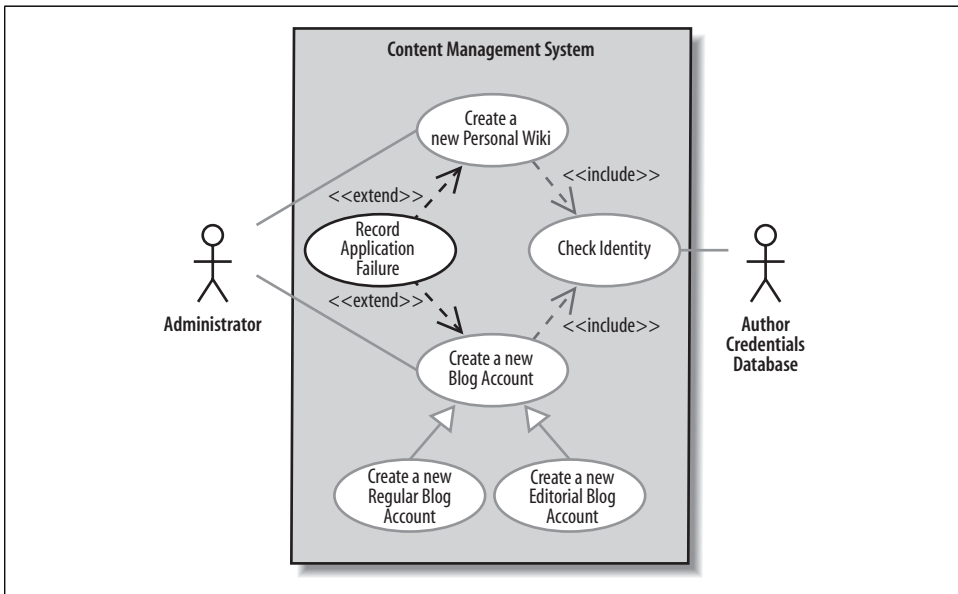 Content Management System
Create a
new Personal Wiki
<<extend>>
<<include>>
Record
Application
Failure
Check Identity
<<extend>>
<<include>>
Administrator
Author
Credentials
Database
Create a new
Blog Account
Create a new
Regular Blog
Account
Create a new
Editorial Blog
Account